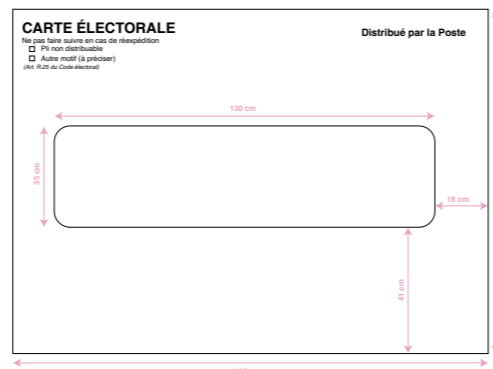 CARTE ÉLECTORALE
Distribué par la Poste
Ne pas faire suivre en cas de réexpédition
Pli non distribuable
Autre motif (à préciser)
(Art. R.25 du Code électoral)
130 cm
35 cm
18 cm
41 cm